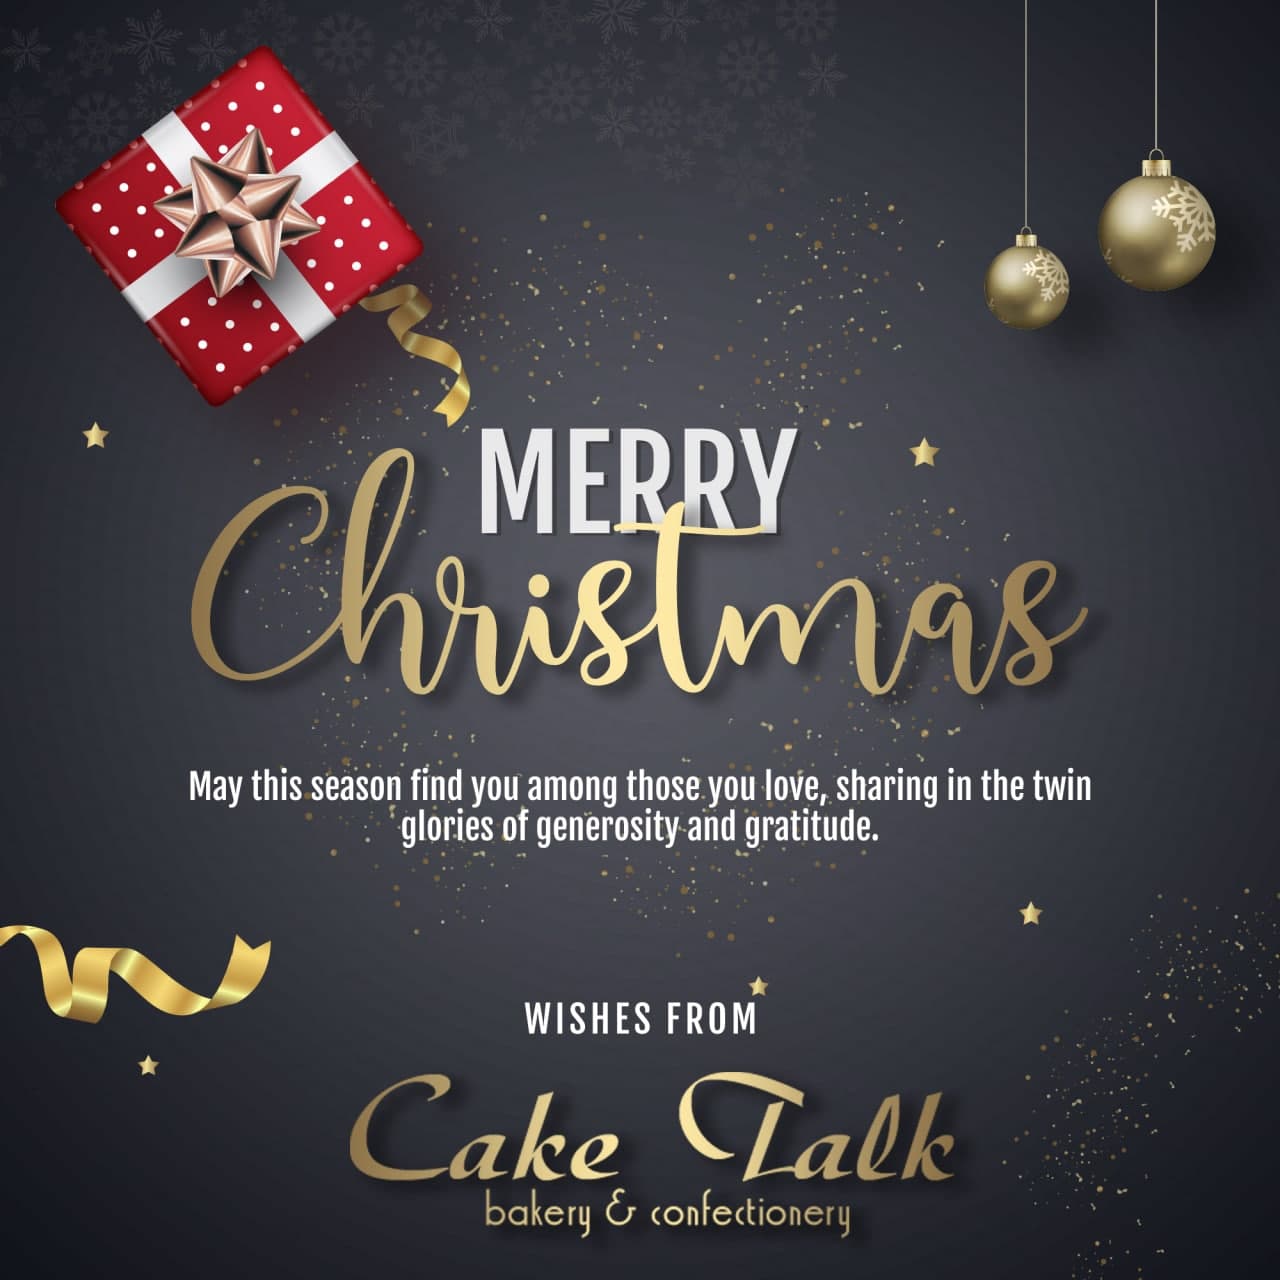 MERRY
Christmas
May this season find you among those you love, sharing in the twin
glories of generosity and gratitude.
WISHES FROM
Cake Talk
bakery & confectionery